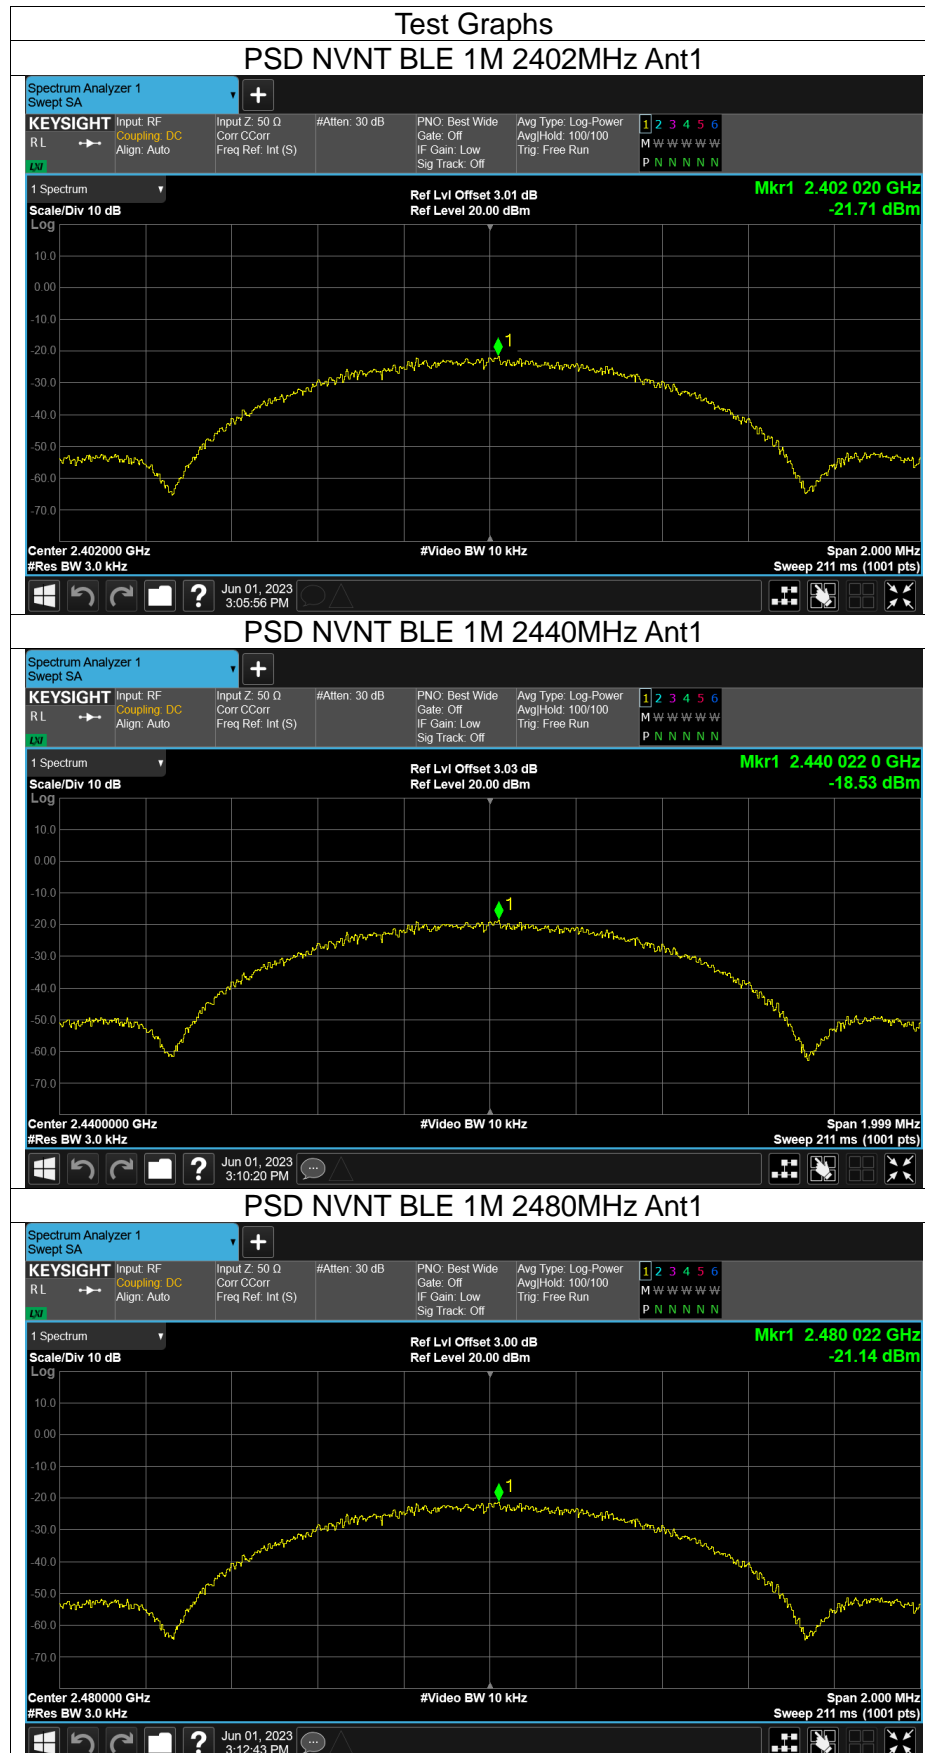 Test Graphs
PSD NVNT BLE 1M 2402MHz Ant1
Spectrum Analyzer 1
Swept SA
KEYSIGHT Input: RF Input Z: 50 Ω #Atten: 30 dB PNO: Best Wide Avg Type: Log-Power 1 2 3 4 5 6
RL Coupling: DC Corr CCorr Gate: Off Avg|Hold: 100/100 M W W W W W
Align: Auto Freq Ref: Int (S) IF Gain: Low Trig: Free Run
LXI Sig Track: Off P N N N N N
1 Spectrum Ref Lvl Offset 3.01 dB Mkr1 2.402 020 GHz
Scale/Div 10 dB Ref Level 20.00 dBm -21.71 dBm
Log
10.0
0.00
-10.0
1
-20.0
-30.0
-40.0
-50.0
-60.0
-70.0
Center 2.402000 GHz #Video BW 10 kHz Span 2.000 MHz
#Res BW 3.0 kHz Sweep 211 ms (1001 pts)
? Jun 01, 2023
3:05:56 PM
PSD NVNT BLE 1M 2440MHz Ant1
Spectrum Analyzer 1
Swept SA
KEYSIGHT Input: RF Input Z: 50 Ω #Atten: 30 dB PNO: Best Wide Avg Type: Log-Power 1 2 3 4 5 6
RL Coupling: DC Corr CCorr Gate: Off Avg|Hold: 100/100 M W W W W W
Align: Auto Freq Ref: Int (S) IF Gain: Low Trig: Free Run
LXI Sig Track: Off P N N N N N
1 Spectrum Ref Lvl Offset 3.03 dB Mkr1 2.440 022 0 GHz
Scale/Div 10 dB Ref Level 20.00 dBm -18.53 dBm
Log
10.0
0.00
-10.0
1
-20.0
-30.0
-40.0
-50.0
-60.0
-70.0
Center 2.4400000 GHz #Video BW 10 kHz Span 1.999 MHz
#Res BW 3.0 kHz Sweep 211 ms (1001 pts)
? Jun 01, 2023
3:10:20 PM
PSD NVNT BLE 1M 2480MHz Ant1
Spectrum Analyzer 1
Swept SA
KEYSIGHT Input: RF Input Z: 50 Ω #Atten: 30 dB PNO: Best Wide Avg Type: Log-Power 1 2 3 4 5 6
RL Coupling: DC Corr CCorr Gate: Off Avg|Hold: 100/100 M W W W W W
Align: Auto Freq Ref: Int (S) IF Gain: Low Trig: Free Run
LXI Sig Track: Off P N N N N N
1 Spectrum Ref Lvl Offset 3.00 dB Mkr1 2.480 022 GHz
Scale/Div 10 dB Ref Level 20.00 dBm -21.14 dBm
Log
10.0
0.00
-10.0
1
-20.0
-30.0
-40.0
-50.0
-60.0
-70.0
Center 2.480000 GHz #Video BW 10 kHz Span 2.000 MHz
#Res BW 3.0 kHz Sweep 211 ms (1001 pts)
? Jun 01, 2023
3:12:43 PM